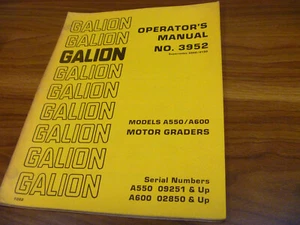 GALION
GALION
GALION
GALION
GALION
GALION
GALION
GALION
GALION
OPERATOR'S
MANUAL
NO. 3952
MODELS A550/A600
MOTOR GRADERS
Serial Numbers
A550 09251 & Up
A600 02850 & Up